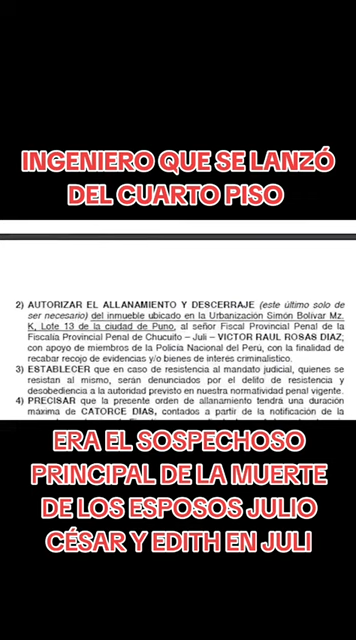 INGENIERO QUE SE LANZÓ
DEL CUARTO PISO
2) AUTORIZAR EL ALLANAMIENTO Y DESCERRAJE (este último solo de
ser necesario) del inmueble ubicado en la Urbanización Simón Bolívar Mz.
K, Lote 13 de la ciudad de Puno, al señor Fiscal Provincial Penal de la
Fiscalía Provincial Penal de Chucuito – Juli – VICTOR RAUL ROSAS DIAZ;
con apoyo de miembros de la Policía Nacional del Perú, con la finalidad de
recabar recojo de evidencias y/o bienes de interés criminalístico.
3) ESTABLECER que en caso de resistencia al mandato judicial, quienes se
resistan al mismo, serán denunciados por el delito de resistencia y
desobediencia a la autoridad previsto en nuestra normatividad penal vigente.
4) PRECISAR que la presente orden de allanamiento tendrá una duración
máxima de CATORCE DIAS, contados a partir de la notificación de la
ERA EL SOSPECHOSO
PRINCIPAL DE LA MUERTE
DE LOS ESPOSOS JULIO
CÉSAR Y EDITH EN JULI